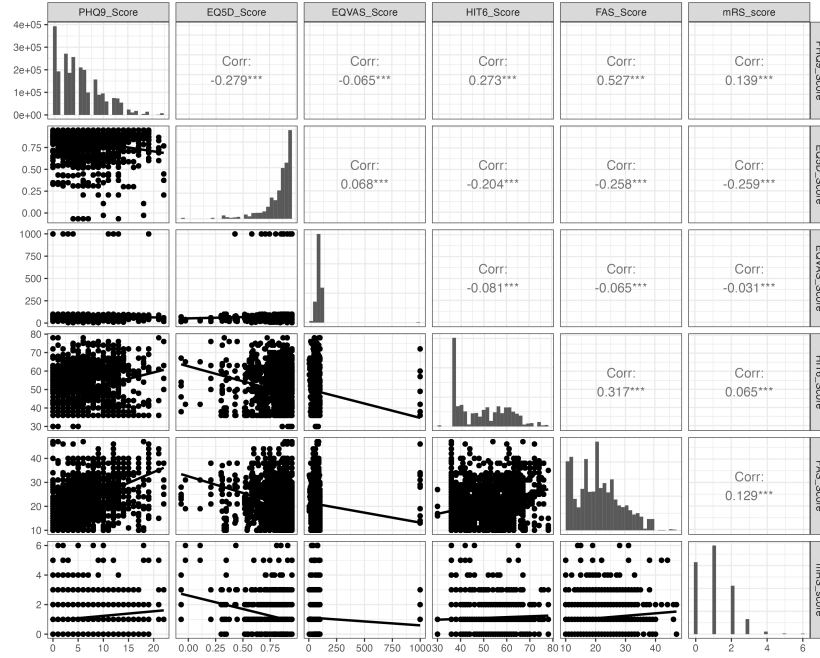 PHQ9_Score EQ5D_Score EQVAS_Score HIT6_Score FAS_Score mRS_score
4e+05
3e+05
2e+05
1e+05
0e+00
Corr:
-0.279***
Corr:
-0.065***
Corr:
0.273***
Corr:
0.527***
Corr:
0.139***
0.75
0.50
0.25
0.00
Corr:
0.068***
Corr:
-0.204***
Corr:
-0.258***
Corr:
-0.259***
1000
750
500
250
0
Corr:
-0.081***
Corr:
-0.065***
Corr:
-0.031***
80
70
60
50
40
30
Corr:
0.317***
Corr:
0.065***
40
30
20
10
Corr:
0.129***
6
4
2
0
0 5 10 15 20 0.00 0.25 0.50 0.75 0 250 500 750 1000 30 40 50 60 70 80 10 20 30 40 0 2 4 6